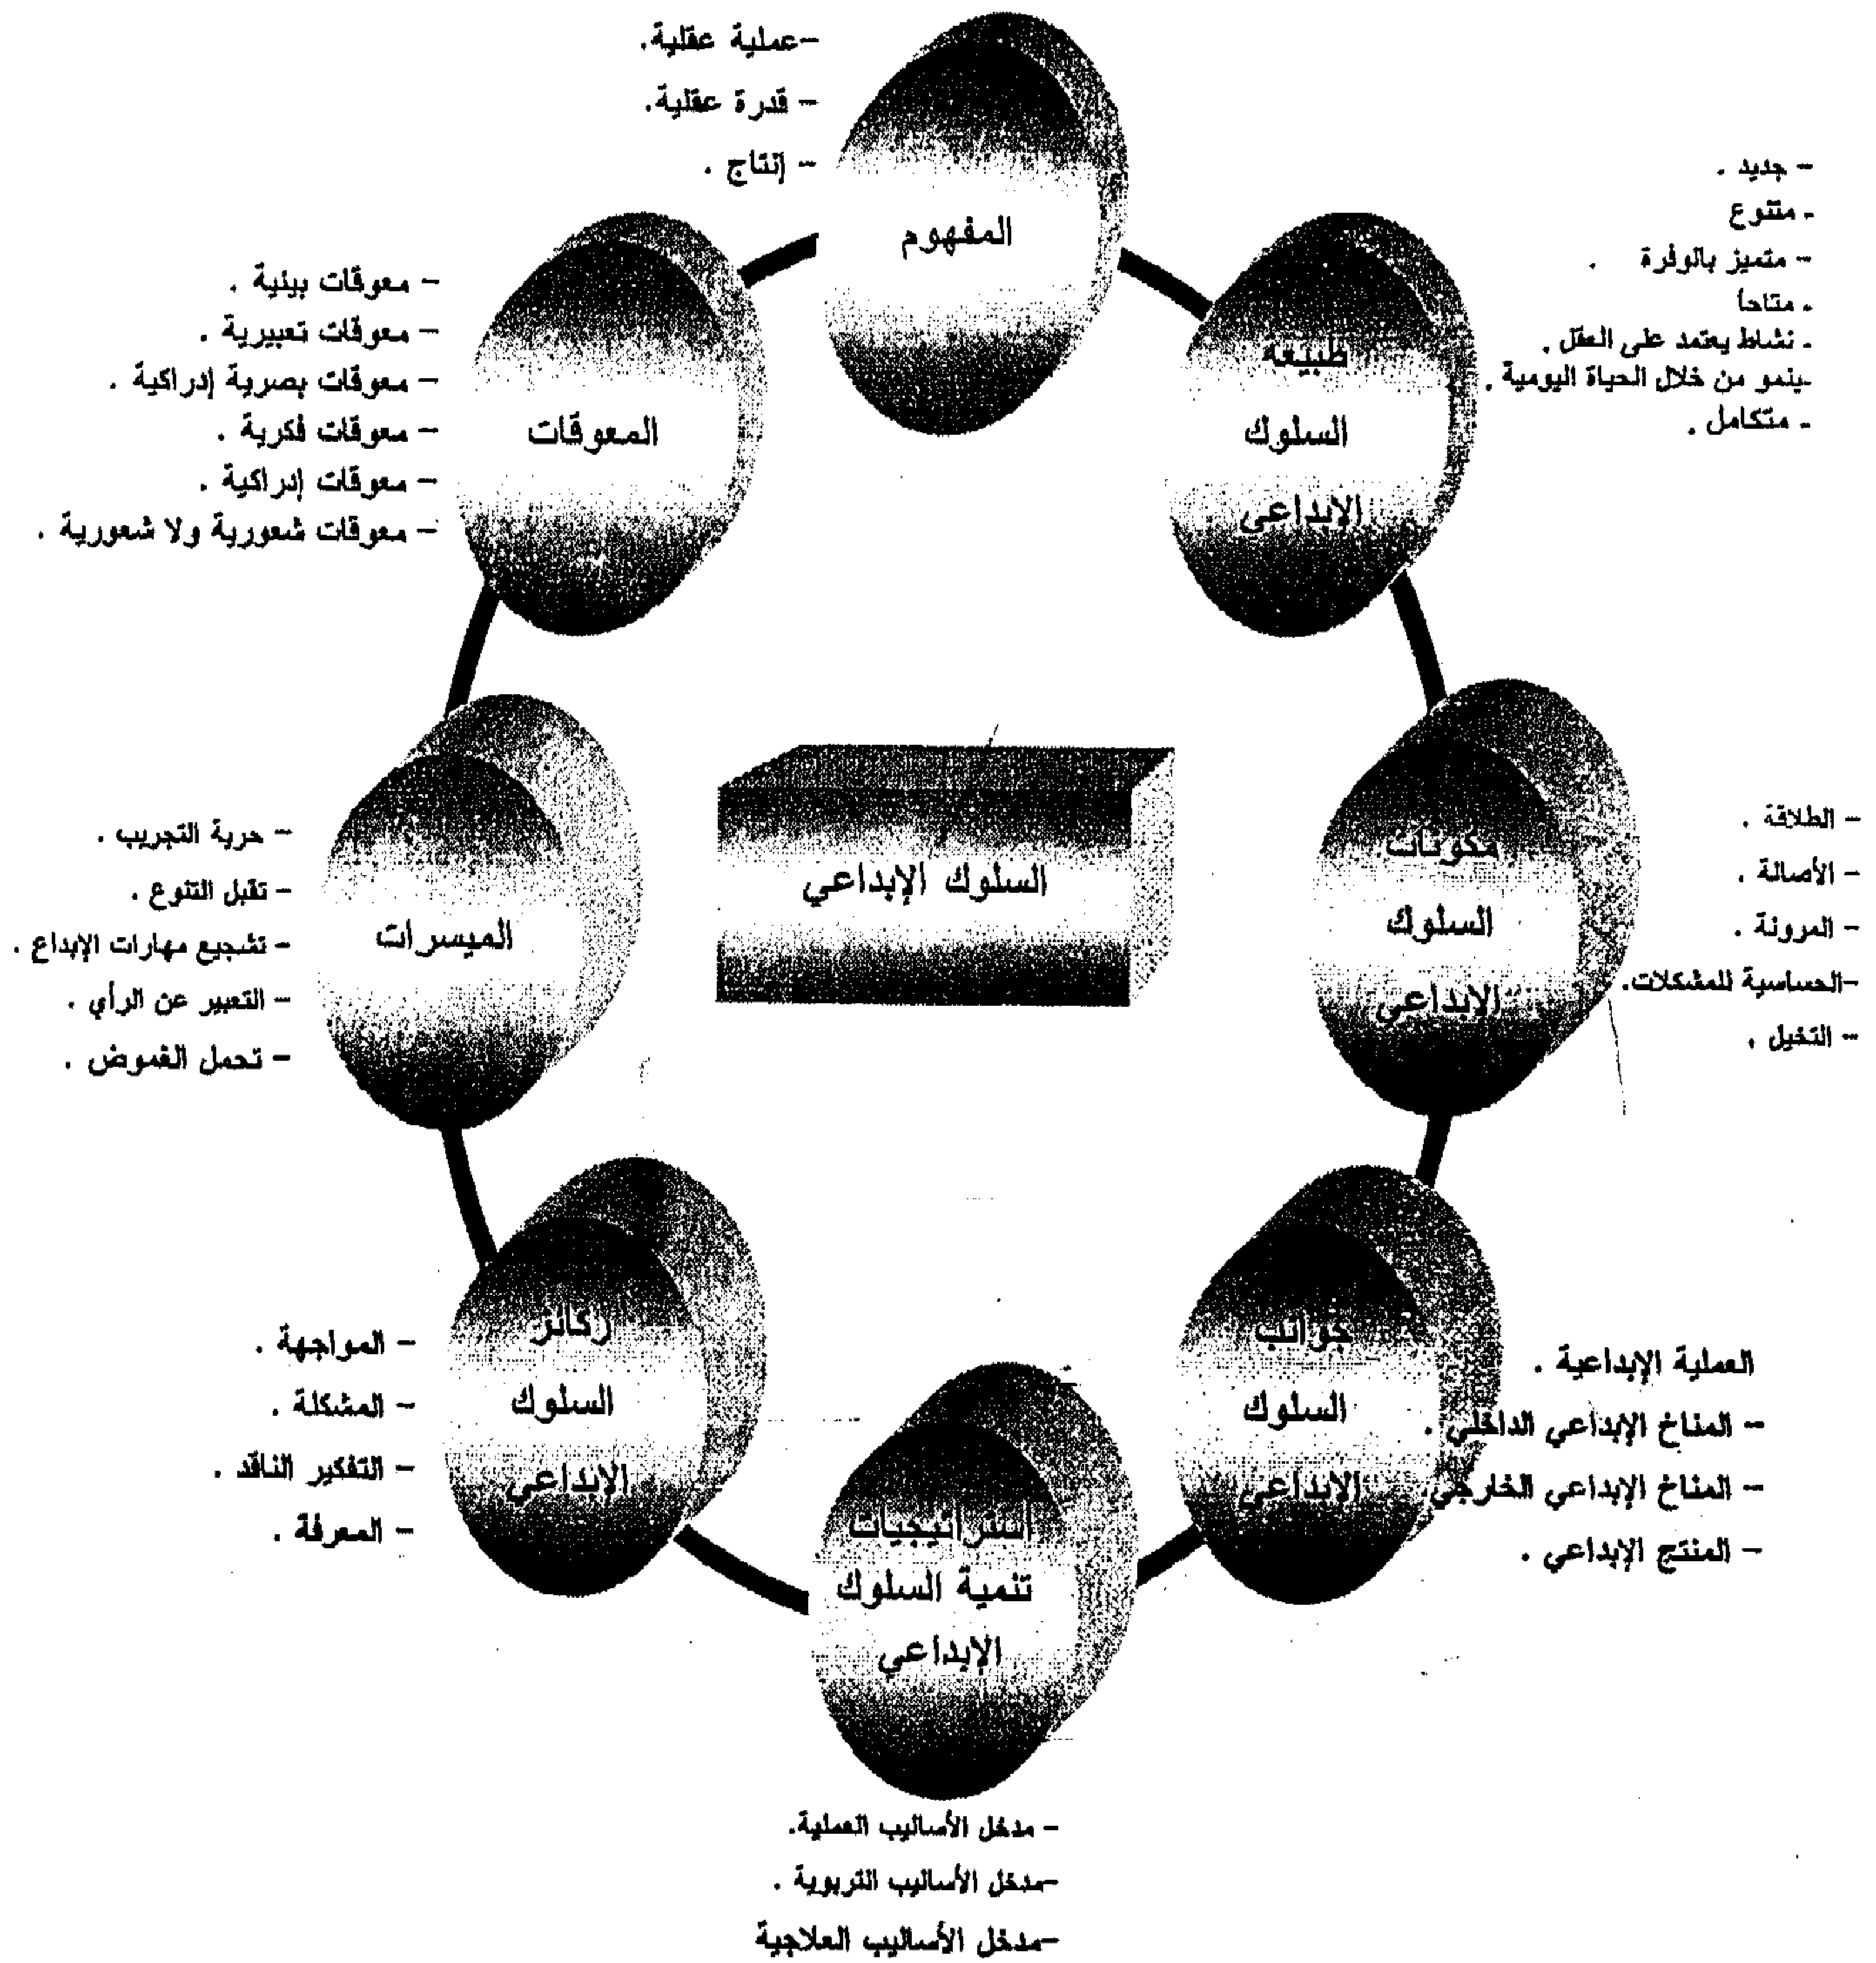 -عملية عقلية.
- قدرة عقلية.
- إنتاج .
المفهوم
- جديد .
- متنوع
- متميز بالوفرة .
- متاحاً
- نشاط يعتمد على العقل .
-ينمو من خلال الحياة اليومية .
- متكامل .
طبيعة
السلوك
الإبداعي
- الطلاقة .
- الأصالة .
- المرونة .
-الحساسية للمشكلات.
- التخيل .
مكونات
السلوك
الإبداعي
العملية الإبداعية .
- المناخ الإبداعي الداخلي .
- المناخ الإبداعي الخارجي.
- المنتج الإبداعي .
جوانب
السلوك
الإبداعي
استراتيجيات
تنمية السلوك
الإبداعي
- مدخل الأساليب العملية.
-مدخل الأساليب التربوية .
-مدخل الأساليب العلاجية
ركائز
السلوك
الإبداعي
- المواجهة .
- المشكلة .
- التفكير الناقد .
- المعرفة .
الميسرات
- حرية التجريب .
- تقبل التنوع .
- تشجيع مهارات الإبداع .
- التعبير عن الرأي .
- تحمل الغموض .
المعوقات
- معوقات بيئية .
- معوقات تعبيرية .
- معوقات بصرية إدراكية .
- معوقات فكرية .
- معوقات إدراكية .
- معوقات شعورية ولا شعورية .
السلوك الإبداعي